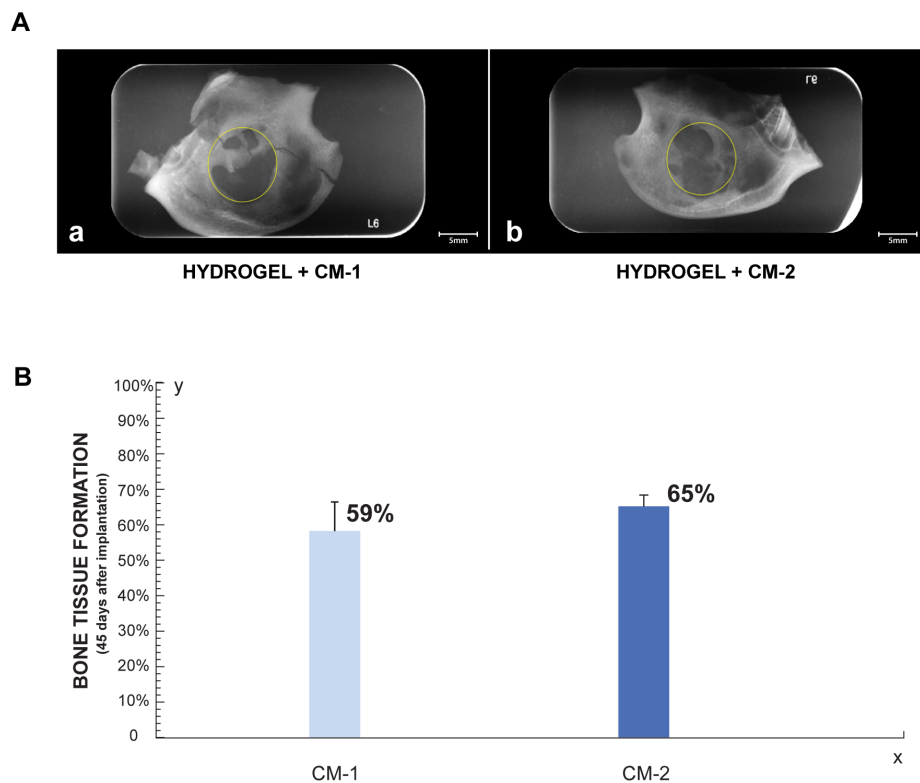 A
a
L6
5mm
b
re
5mm
HYDROGEL + CM-1
HYDROGEL + CM-2
B
BONE TISSUE FORMATION
(45 days after implantation)
y
100%
90%
80%
70%
60%
50%
40%
30%
20%
10%
0
59%
65%
CM-1
CM-2
x